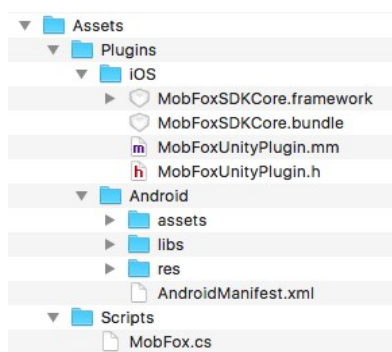 Assets
Plugins
iOS
MobFoxSDKCore.framework
MobFoxSDKCore.bundle
m MobFoxUnityPlugin.mm
h MobFoxUnityPlugin.h
Android
assets
libs
res
AndroidManifest.xml
Scripts
MobFox.cs